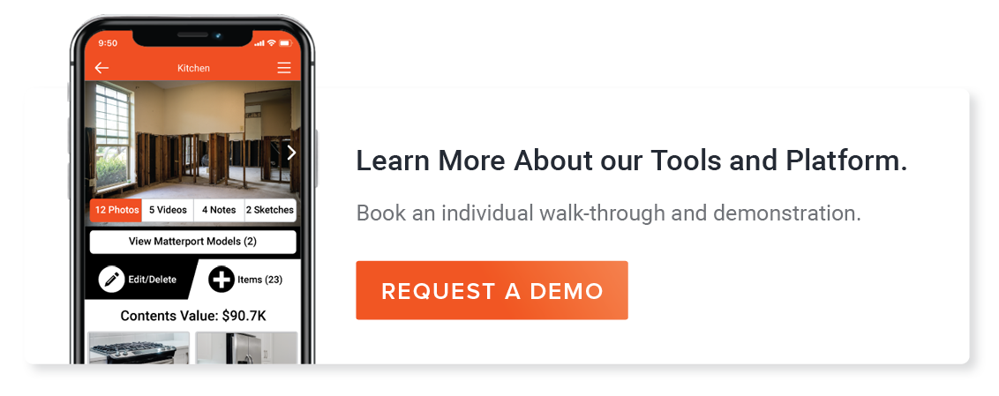 9:50
Kitchen
12 Photos
5 Videos
4 Notes
2 Sketches
View Matterport Models (2)
Edit/Delete
Items (23)
Contents Value: $90.7K
Learn More About our Tools and Platform.
Book an individual walk-through and demonstration.
REQUEST A DEMO